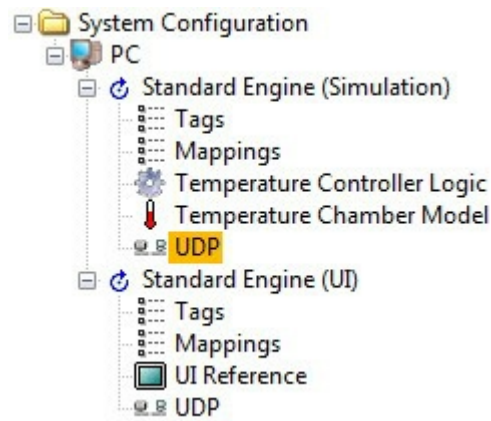 System Configuration
PC
Standard Engine (Simulation)
Tags
Mappings
Temperature Controller Logic
Temperature Chamber Model
UDP
Standard Engine (UI)
Tags
Mappings
UI Reference
UDP